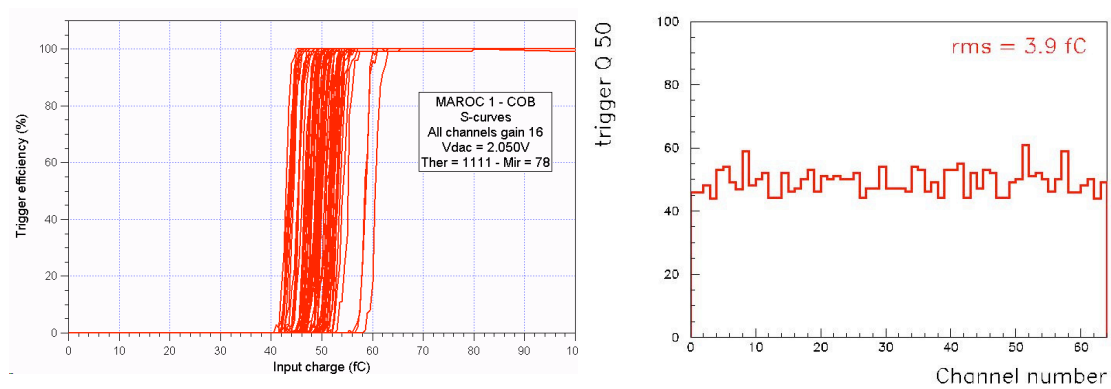 100
80
60
40
20
0
Trigger efficiency (%)
MAROC 1 - COB
S-curves
All channels gain 16
Vdac = 2.050V
Ther = 1111 - Mir = 78
0 10 20 30 40 50 60 70 80 90 10
Input charge (fC)
trigger Q 50
100
80
60
40
20
0
rms = 3.9 fC
0 10 20 30 40 50 60
Channel number